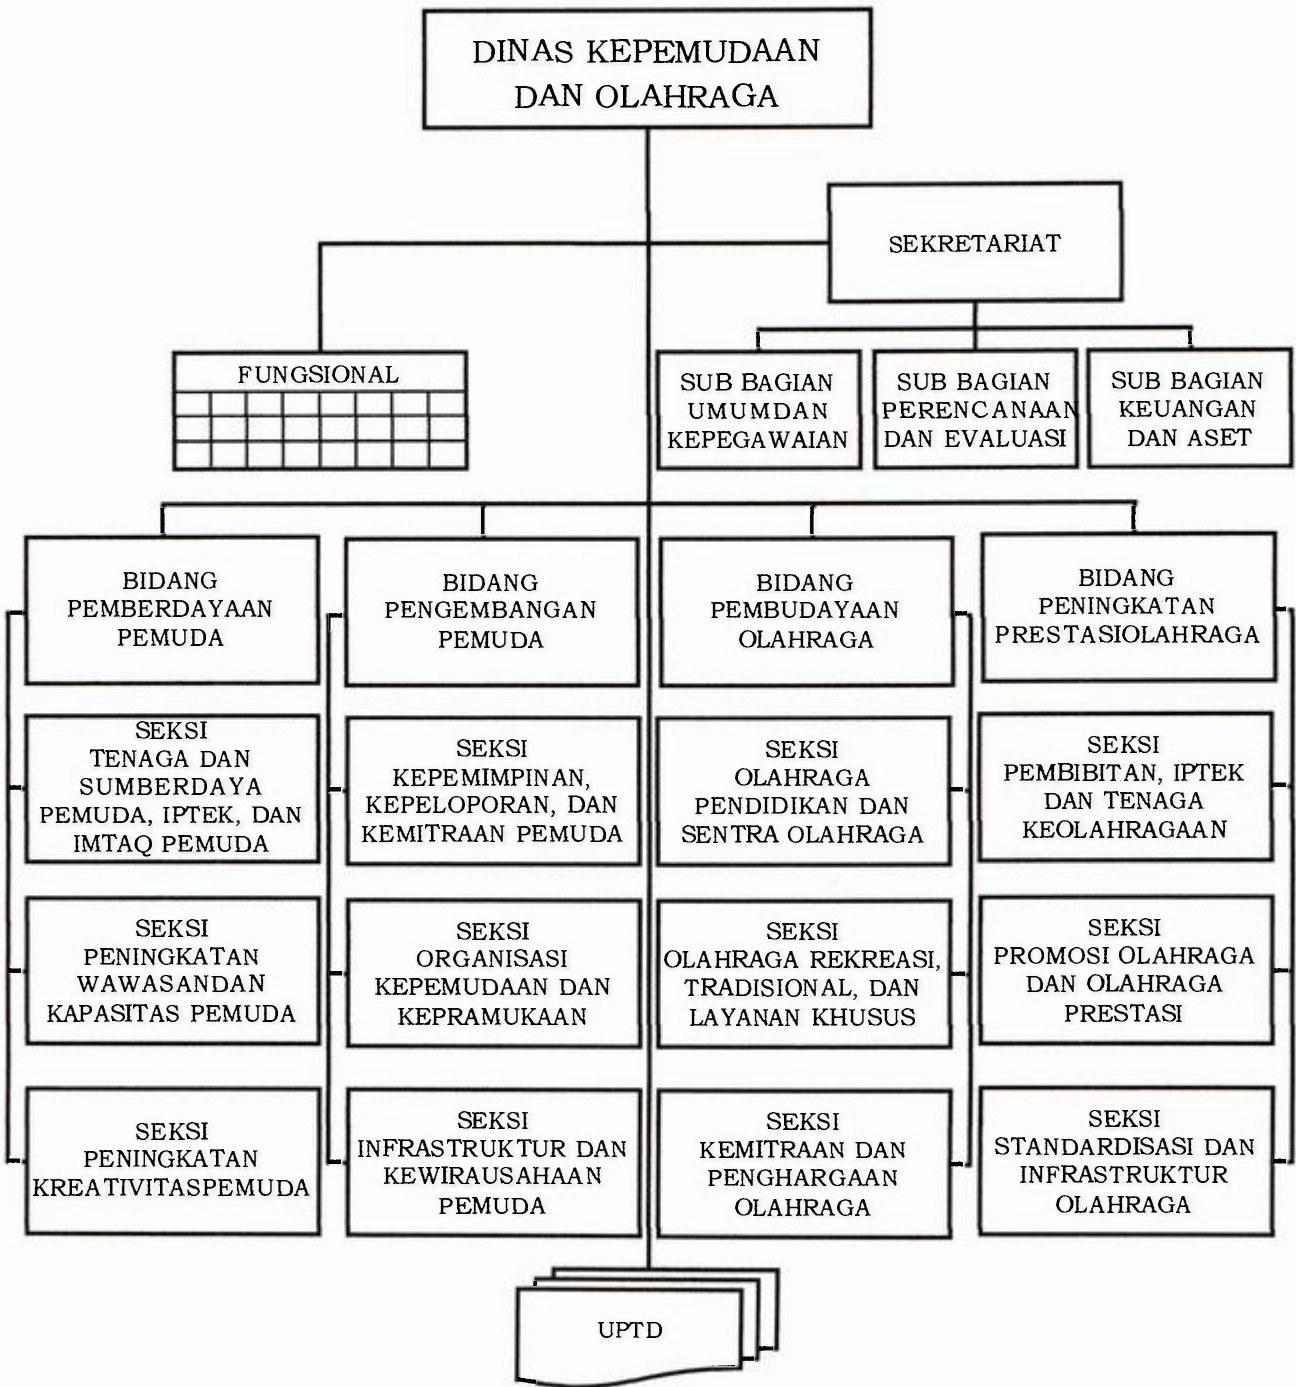 DINAS KEPEMUDAAN
DAN OLAHRAGA
SEKRETARIAT
FUNGSIONAL
SUB BAGIAN
UMUMDAN
KEPEGAWAIAN
SUB BAGIAN
PERENCANAAN
DAN EVALUASI
SUB BAGIAN
KEUANGAN
DAN ASET
BIDANG
PEMBERDAYAAN
PEMUDA
BIDANG
PENGEMBANGAN
PEMUDA
BIDANG
PEMBUDAYAAN
OLAHRAGA
BIDANG
PENINGKATAN
PRESTASIOLAHRAGA
SEKSI
TENAGA DAN
SUMBERDAYA
PEMUDA, IPTEK, DAN
IMTAQ PEMUDA
SEKSI
KEPEMIMPINAN,
KEPELOPORAN, DAN
KEMITRAAN PEMUDA
SEKSI
OLAHRAGA
PENDIDIKAN DAN
SENTRA OLAHRAGA
SEKSI
PEMBIBITAN, IPTEK
DAN TENAGA
KEOLAHRAGAAN
SEKSI
PENINGKATAN
WAWASANDAN
KAPASITAS PEMUDA
SEKSI
ORGANISASI
KEPEMUDAAN DAN
KEPRAMUKAAN
SEKSI
OLAHRAGA REKREASI,
TRADISIONAL, DAN
LAYANAN KHUSUS
SEKSI
PROMOSI OLAHRAGA
DAN OLAHRAGA
PRESTASI
SEKSI
PENINGKATAN
KREATIVITASPEMUDA
SEKSI
INFRASTRUKTUR DAN
KEWIRAUSAHAAN
PEMUDA
SEKSI
KEMITRAAN DAN
PENGHARGAAN
OLAHRAGA
SEKSI
STANDARDISASI DAN
INFRASTRUKTUR
OLAHRAGA
UPTD